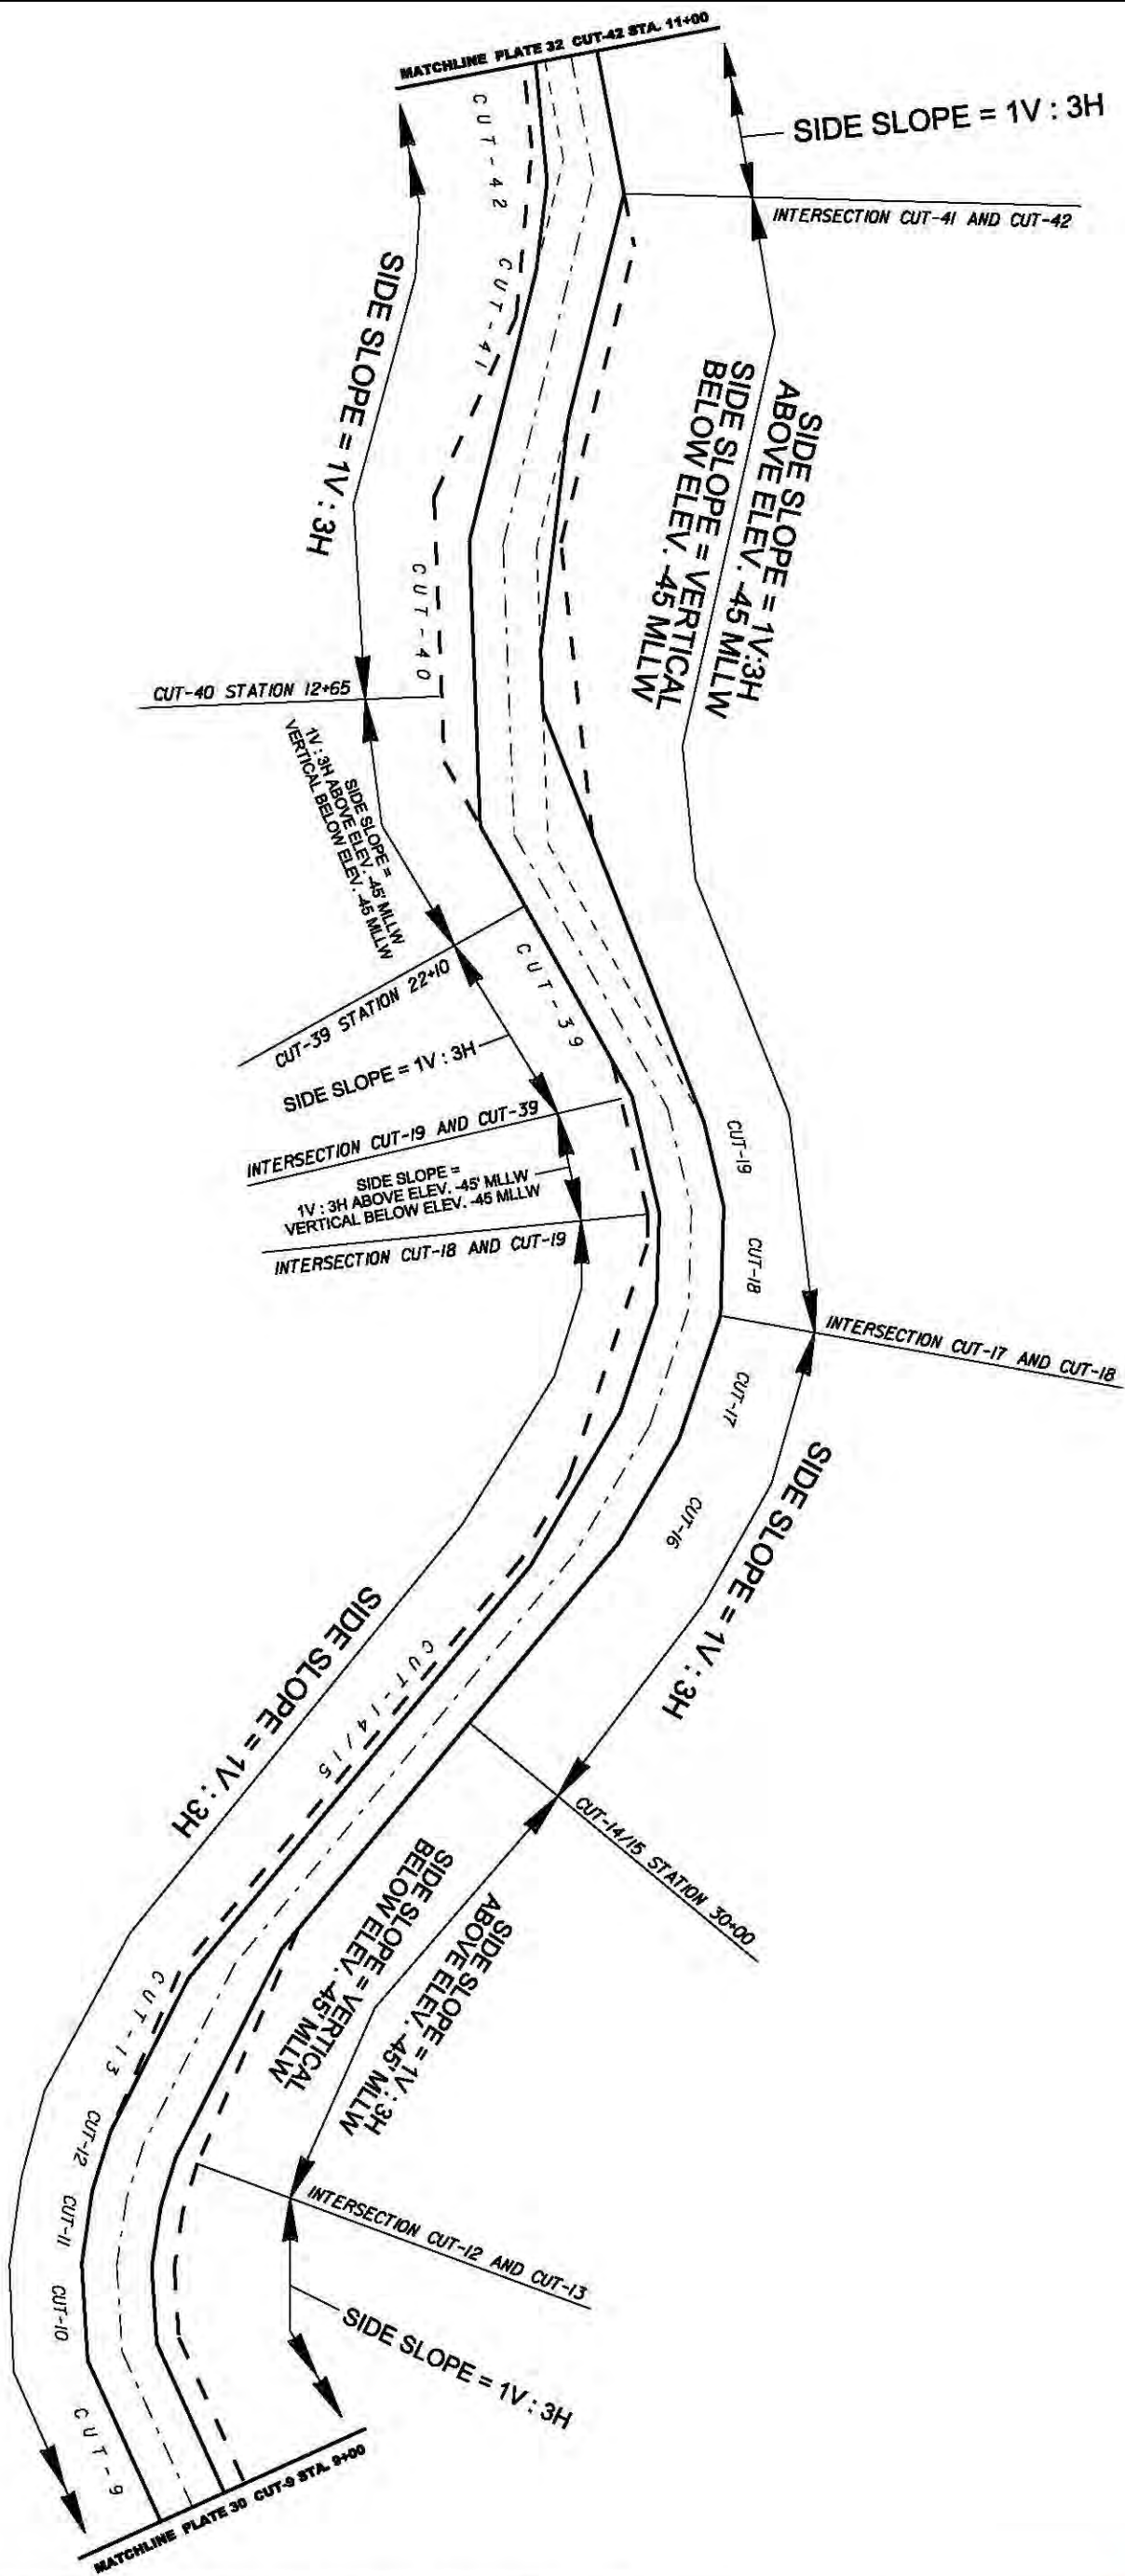 MATCHLINE PLATE 32 CUT-42 STA. 11+00
SIDE SLOPE = 1V : 3H
INTERSECTION CUT-41 AND CUT-42
CUT-42
CUT-41
SIDE SLOPE = 1V : 3H
SIDE SLOPE = 1V:3H
ABOVE ELEV. -45 MLLW
SIDE SLOPE = VERTICAL
BELOW ELEV. -45 MLLW
CUT-40
CUT-40 STATION 12+65
SIDE SLOPE =
1V : 3H ABOVE ELEV. -45' MLLW
VERTICAL BELOW ELEV. -45 MLLW
CUT-39
CUT-39 STATION 22+10
SIDE SLOPE = 1V : 3H
INTERSECTION CUT-19 AND CUT-39
SIDE SLOPE =
1V : 3H ABOVE ELEV. -45' MLLW
VERTICAL BELOW ELEV. -45 MLLW
INTERSECTION CUT-18 AND CUT-19
CUT-19
CUT-18
INTERSECTION CUT-17 AND CUT-18
CUT-17
CUT-16
SIDE SLOPE = 1V : 3H
SIDE SLOPE = 1V : 3H
CUT-14/15
CUT-14/15 STATION 30+00
SIDE SLOPE = 1V : 3H
ABOVE ELEV. -45' MLLW
SIDE SLOPE = VERTICAL
BELOW ELEV. -45' MLLW
CUT-13
CUT-12
CUT-11
CUT-10
CUT-9
INTERSECTION CUT-12 AND CUT-13
SIDE SLOPE = 1V : 3H
MATCHLINE PLATE 30 CUT-9 STA. 9+00